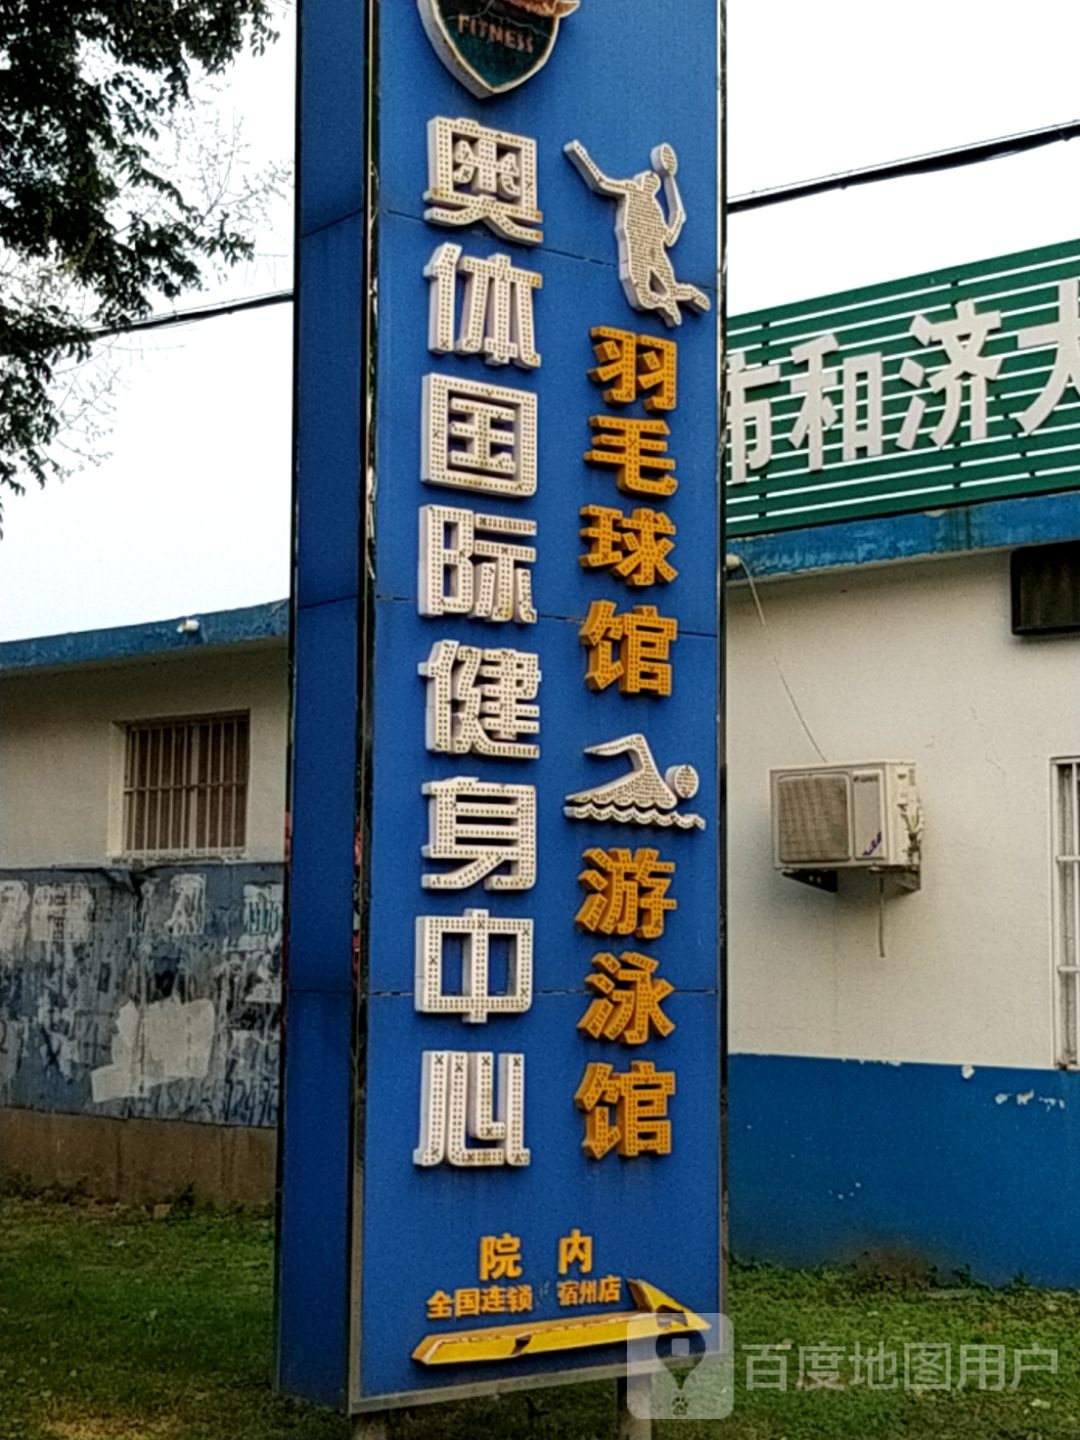 FITNESS
奥体国际健身中心
羽毛球馆
游泳馆
院内
全国连锁 宿州店
和济大
百度地图用户